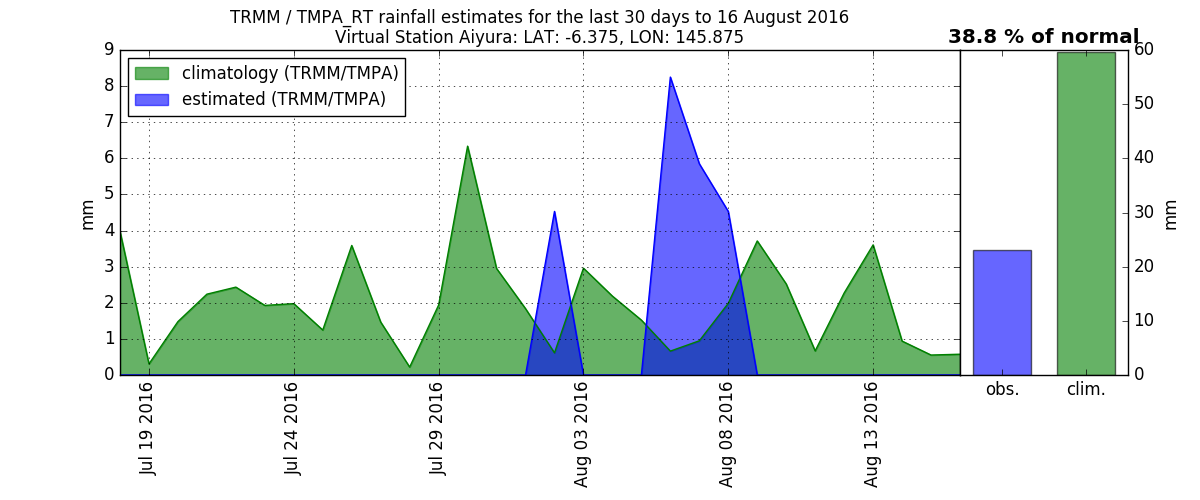 TRMM / TMPA_RT rainfall estimates for the last 30 days to 16 August 2016
Virtual Station Aiyura: LAT: -6.375, LON: 145.875
38.8 % of normal
climatology (TRMM/TMPA)
estimated (TRMM/TMPA)
9
8
7
6
5
4
3
2
1
0
mm
Jul 19 2016
Jul 24 2016
Jul 29 2016
Aug 03 2016
Aug 08 2016
Aug 13 2016
60
50
40
30
20
10
0
mm
obs.
clim.